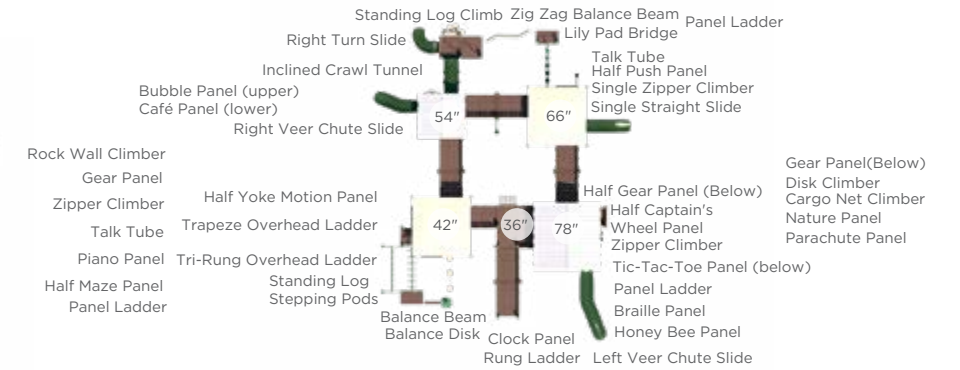 Standing Log Climb
Zig Zag Balance Beam
Panel Ladder
Right Turn Slide
Lily Pad Bridge
Inclined Crawl Tunnel
Talk Tube
Half Push Panel
Bubble Panel (upper)
Café Panel (lower)
Single Zipper Climber
Single Straight Slide
Right Veer Chute Slide
54"
66"
Rock Wall Climber
Gear Panel
Zipper Climber
Talk Tube
Piano Panel
Half Maze Panel
Panel Ladder
Half Yoke Motion Panel
Trapeze Overhead Ladder
Tri-Rung Overhead Ladder
Standing Log
Stepping Pods
42"
36"
78"
Half Gear Panel (Below)
Half Captain's
Wheel Panel
Zipper Climber
Tic-Tac-Toe Panel (below)
Panel Ladder
Braille Panel
Honey Bee Panel
Gear Panel(Below)
Disk Climber
Cargo Net Climber
Nature Panel
Parachute Panel
Balance Beam
Balance Disk
Clock Panel
Rung Ladder
Left Veer Chute Slide